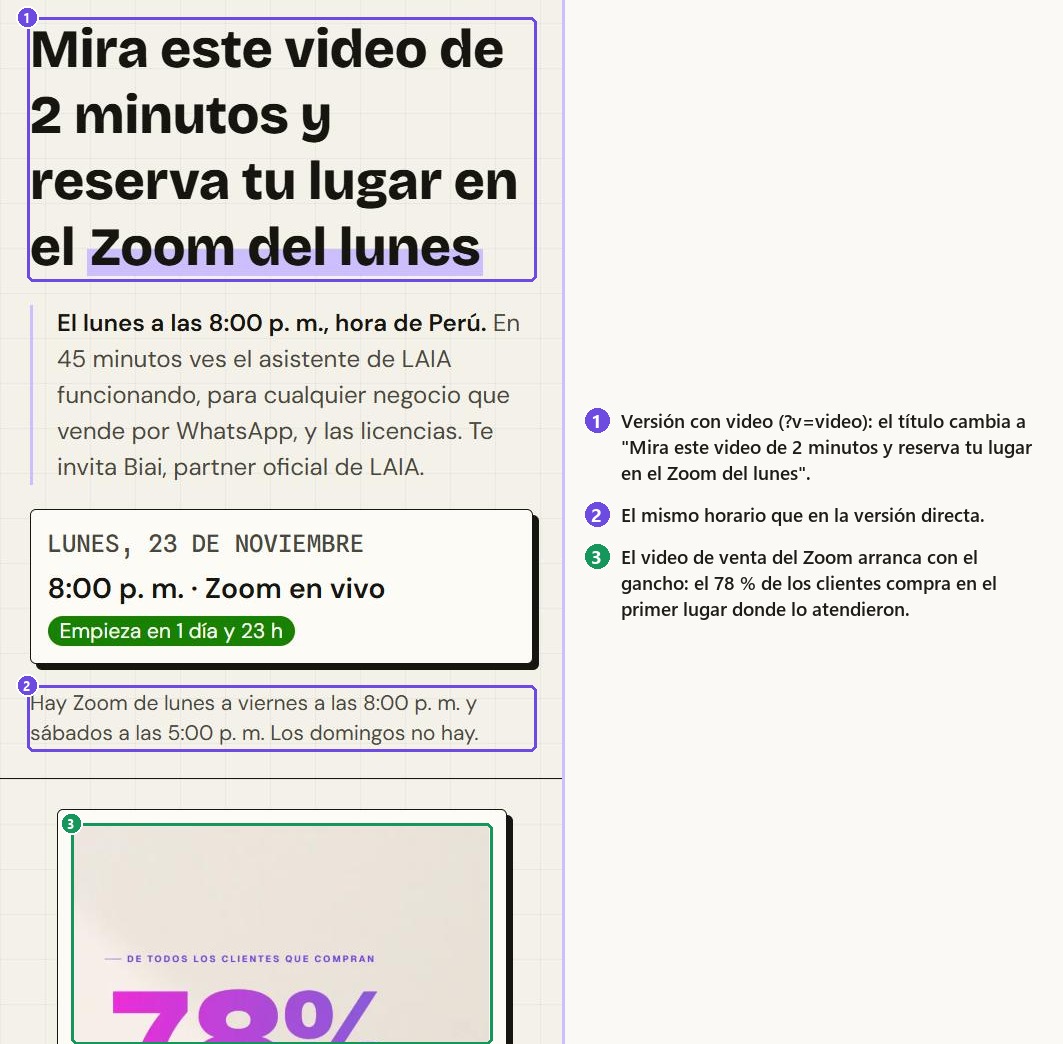 1
Mira este video de
2 minutos y
reserva tu lugar en
el Zoom del lunes
El lunes a las 8:00 p. m., hora de Perú. En
45 minutos ves el asistente de LAIA
funcionando, para cualquier negocio que
vende por WhatsApp, y las licencias. Te
invita Biai, partner oficial de LAIA.
LUNES, 23 DE NOVIEMBRE
8:00 p. m. · Zoom en vivo
Empieza en 1 día y 23 h
2
Hay Zoom de lunes a viernes a las 8:00 p. m. y
sábados a las 5:00 p. m. Los domingos no hay.
3
DE TODOS LOS CLIENTES QUE COMPRAN
78%
1 Versión con video (?v=video): el título cambia a
"Mira este video de 2 minutos y reserva tu lugar
en el Zoom del lunes".
2 El mismo horario que en la versión directa.
3 El video de venta del Zoom arranca con el
gancho: el 78 % de los clientes compra en el
primer lugar donde lo atendieron.